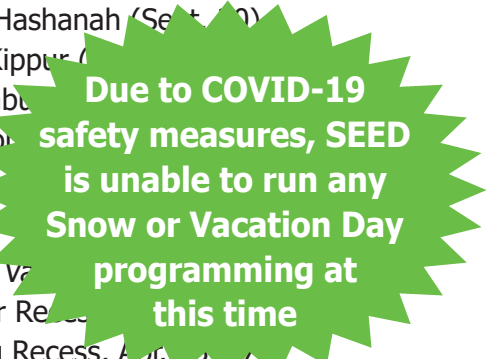 Hashanah (Sept.
Due to COVID-19
safety measures, SEED
is unable to run any
Snow or Vacation Day
programming at
this time
Recess,